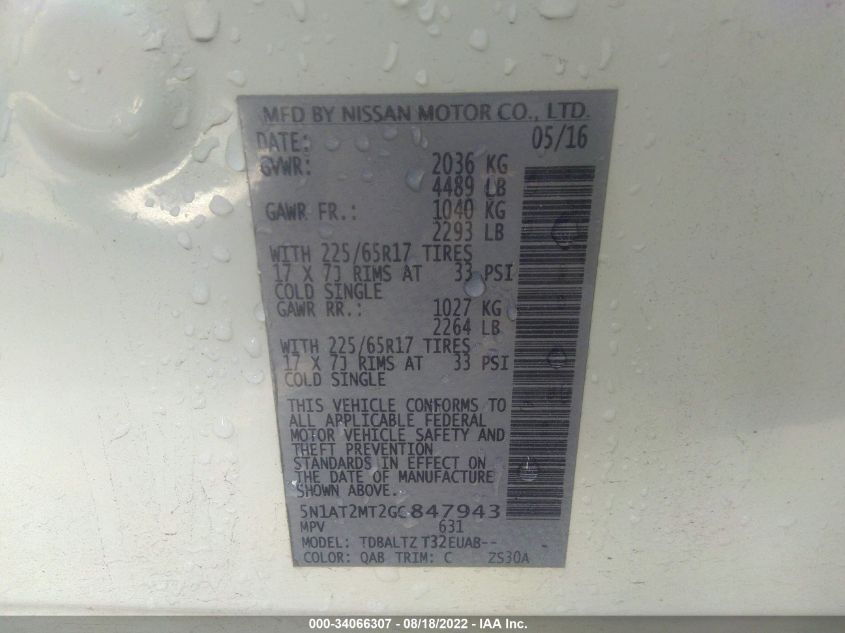 MFD BY NISSAN MOTOR CO., LTD.
DATE: 05/16
GVWR: 2036 KG
4489 LB
GAWR FR.: 1040 KG
2293 LB
WITH 225/65R17 TIRES
17 X 7J RIMS AT 33 PSI
COLD SINGLE
GAWR RR.: 1027 KG
2264 LB
WITH 225/65R17 TIRES
17 X 7J RIMS AT 33 PSI
COLD SINGLE
THIS VEHICLE CONFORMS TO
ALL APPLICABLE FEDERAL
MOTOR VEHICLE SAFETY AND
THEFT PREVENTION
STANDARDS IN EFFECT ON
THE DATE OF MANUFACTURE
SHOWN ABOVE.
5N1AT2MT2GC847943
MPV 631
MODEL: TDBALTZ T32EUAB--
COLOR: QAB TRIM: C ZS30A
000-34066307 - 08/18/2022 - IAA Inc.